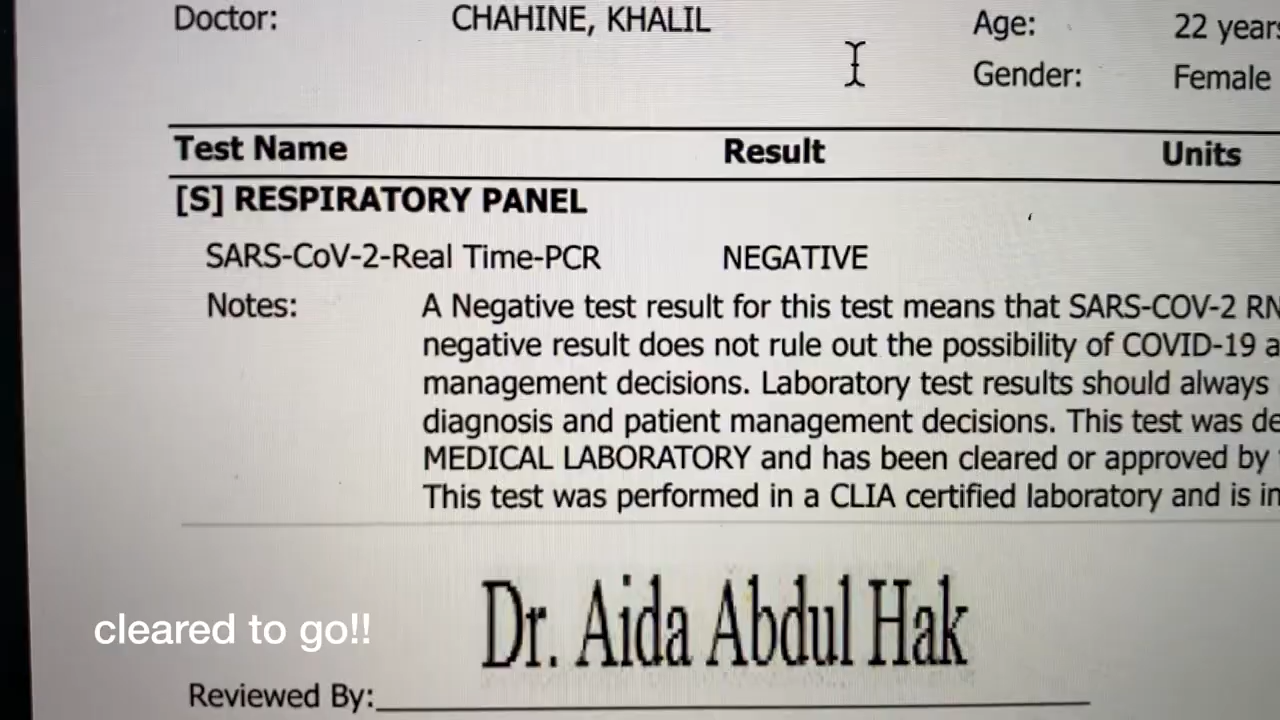 Doctor: CHAHINE, KHALIL Age: 22 years
Gender: Female
Test Name Result Units
[S] RESPIRATORY PANEL
SARS-CoV-2-Real Time-PCR NEGATIVE
Notes: A Negative test result for this test means that SARS-COV-2 RN
negative result does not rule out the possibility of COVID-19 a
management decisions. Laboratory test results should always
diagnosis and patient management decisions. This test was de
MEDICAL LABORATORY and has been cleared or approved by
This test was performed in a CLIA certified laboratory and is in
cleared to go!! Dr. Aida Abdul Hak
Reviewed By: